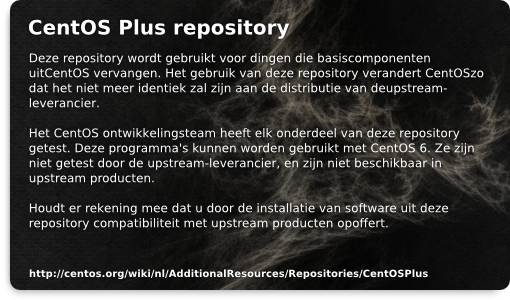 CentOS Plus repository
Deze repository wordt gebruikt voor dingen die basiscomponenten
uitCentOS vervangen. Het gebruik van deze repository verandert CentOSzo
dat het niet meer identiek zal zijn aan de distributie van deupstream-
leverancier.
Het CentOS ontwikkelingsteam heeft elk onderdeel van deze repository
getest. Deze programma's kunnen worden gebruikt met CentOS 6. Ze zijn
niet getest door de upstream-leverancier, en zijn niet beschikbaar in
upstream producten.
Houdt er rekening mee dat u door de installatie van software uit deze
repository compatibiliteit met upstream producten opoffert.
http://centos.org/wiki/nl/AdditionalResources/Repositories/CentOSPlus